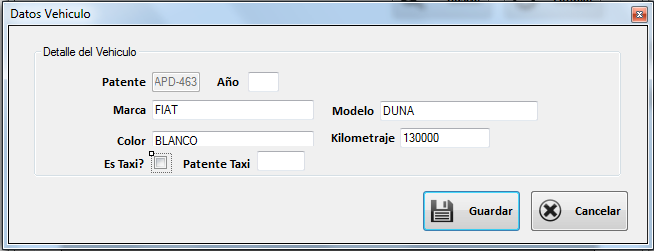 Datos Vehiculo
Detalle del Vehiculo
Patente APD-463 Año
Marca FIAT Modelo DUNA
Color BLANCO Kilometraje 130000
Es Taxi? Patente Taxi
Guardar Cancelar